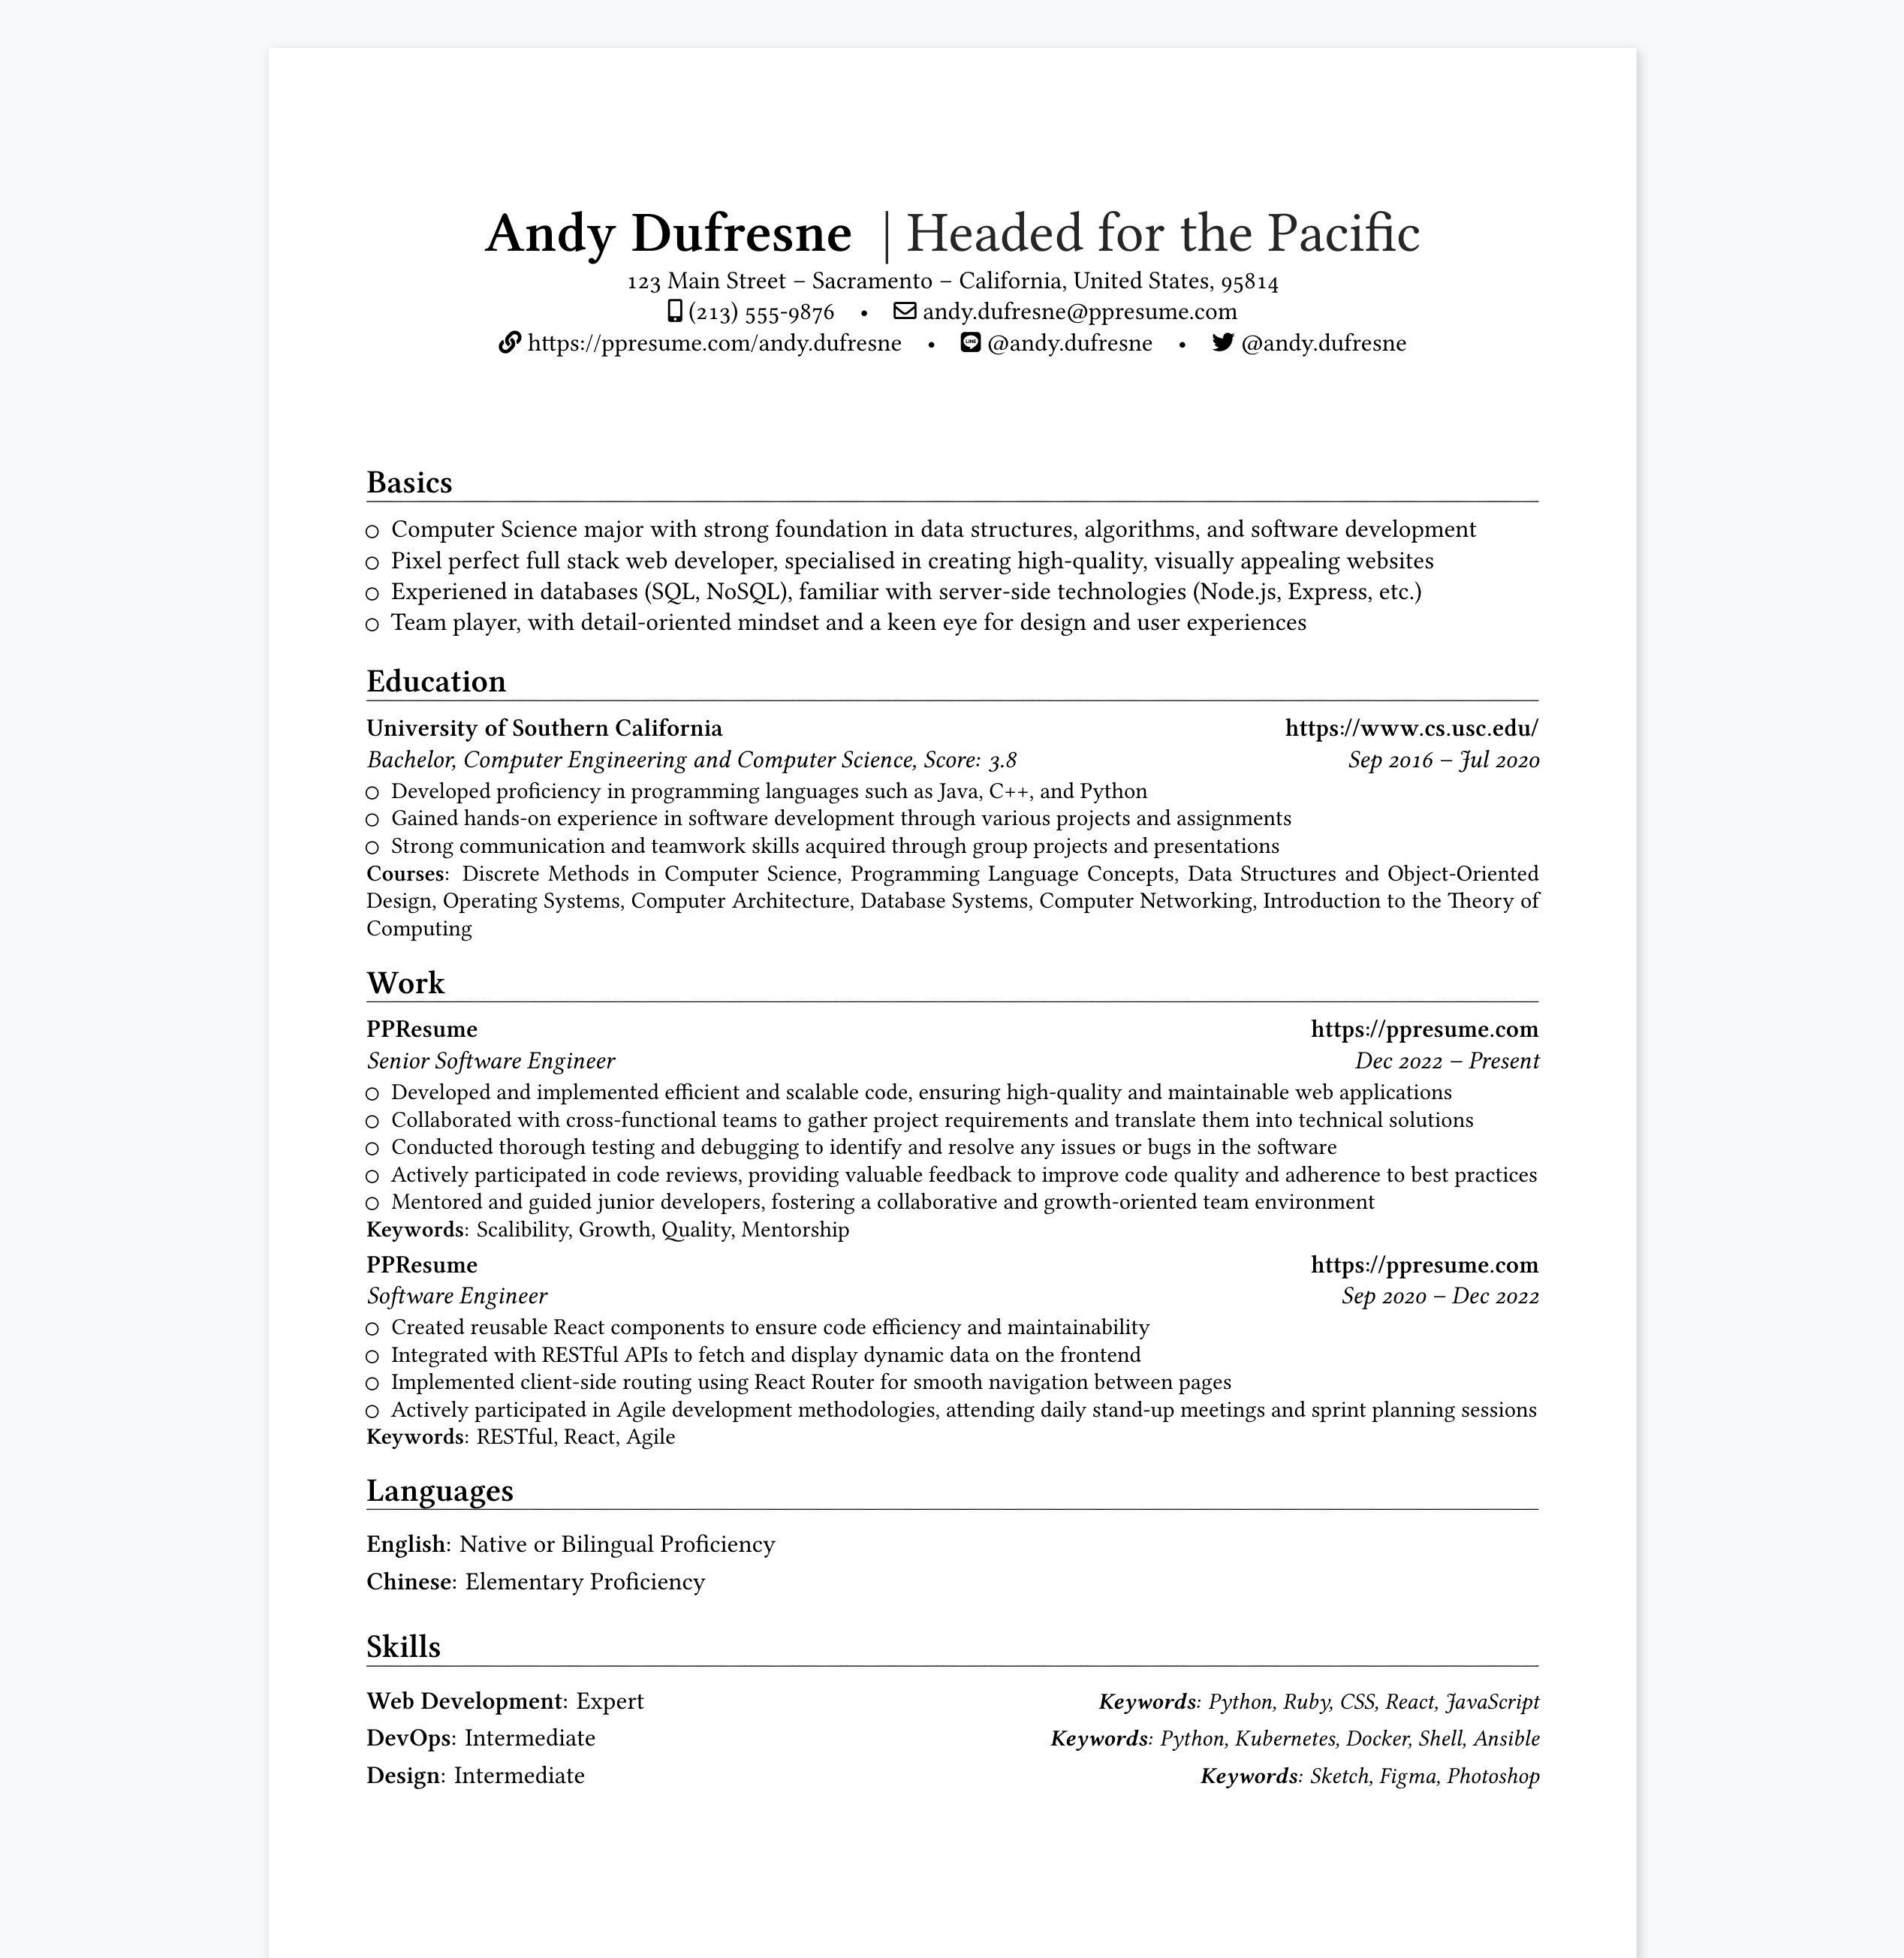 Andy Dufresne | Headed for the Pacific
123 Main Street – Sacramento – California, United States, 95814
(213) 555-9876 • andy.dufresne@ppresume.com
https://ppresume.com/andy.dufresne • LINE @andy.dufresne • @andy.dufresne
Basics
○ Computer Science major with strong foundation in data structures, algorithms, and software development
○ Pixel perfect full stack web developer, specialised in creating high-quality, visually appealing websites
○ Experiened in databases (SQL, NoSQL), familiar with server-side technologies (Node.js, Express, etc.)
○ Team player, with detail-oriented mindset and a keen eye for design and user experiences
Education
University of Southern California https://www.cs.usc.edu/
Bachelor, Computer Engineering and Computer Science, Score: 3.8 Sep 2016 – Jul 2020
○ Developed proficiency in programming languages such as Java, C++, and Python
○ Gained hands-on experience in software development through various projects and assignments
○ Strong communication and teamwork skills acquired through group projects and presentations
Courses: Discrete Methods in Computer Science, Programming Language Concepts, Data Structures and Object-Oriented
Design, Operating Systems, Computer Architecture, Database Systems, Computer Networking, Introduction to the Theory of
Computing
Work
PPResume https://ppresume.com
Senior Software Engineer Dec 2022 – Present
○ Developed and implemented efficient and scalable code, ensuring high-quality and maintainable web applications
○ Collaborated with cross-functional teams to gather project requirements and translate them into technical solutions
○ Conducted thorough testing and debugging to identify and resolve any issues or bugs in the software
○ Actively participated in code reviews, providing valuable feedback to improve code quality and adherence to best practices
○ Mentored and guided junior developers, fostering a collaborative and growth-oriented team environment
Keywords: Scalibility, Growth, Quality, Mentorship
PPResume https://ppresume.com
Software Engineer Sep 2020 – Dec 2022
○ Created reusable React components to ensure code efficiency and maintainability
○ Integrated with RESTful APIs to fetch and display dynamic data on the frontend
○ Implemented client-side routing using React Router for smooth navigation between pages
○ Actively participated in Agile development methodologies, attending daily stand-up meetings and sprint planning sessions
Keywords: RESTful, React, Agile
Languages
English: Native or Bilingual Proficiency
Chinese: Elementary Proficiency
Skills
Web Development: Expert Keywords: Python, Ruby, CSS, React, JavaScript
DevOps: Intermediate Keywords: Python, Kubernetes, Docker, Shell, Ansible
Design: Intermediate Keywords: Sketch, Figma, Photoshop